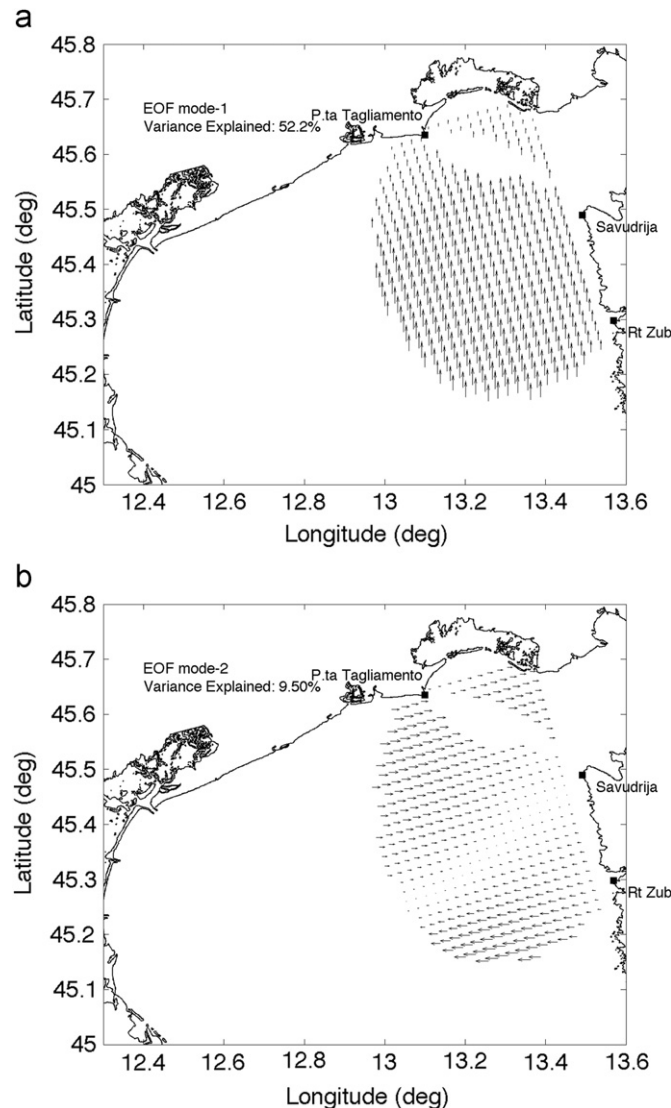 a
45.8
45.7
45.6
45.5
45.4
45.3
45.2
45.1
45
Latitude (deg)
EOF mode-1
Variance Explained: 52.2%
P.ta Tagliamento
Savudrija
Rt Zub
12.4 12.6 12.8 13 13.2 13.4 13.6
Longitude (deg)
b
45.8
45.7
45.6
45.5
45.4
45.3
45.2
45.1
45
Latitude (deg)
EOF mode-2
Variance Explained: 9.50%
P.ta Tagliamento
Savudrija
Rt Zub
12.4 12.6 12.8 13 13.2 13.4 13.6
Longitude (deg)